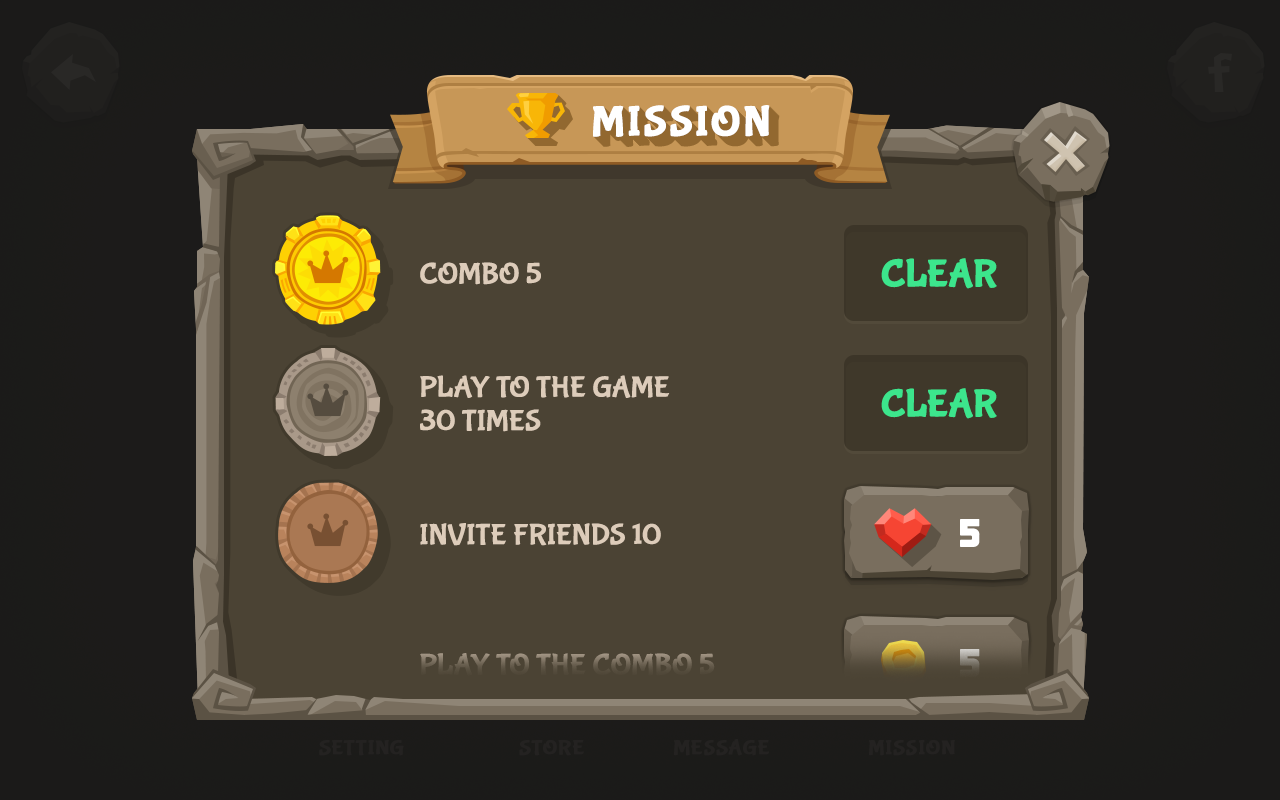 f
MISSION
COMBO 5
CLEAR
PLAY TO THE GAME
30 TIMES
CLEAR
INVITE FRIENDS 10
5
PLAY TO THE COMBO 5
5
SETTING
STORE
MESSAGE
MISSION